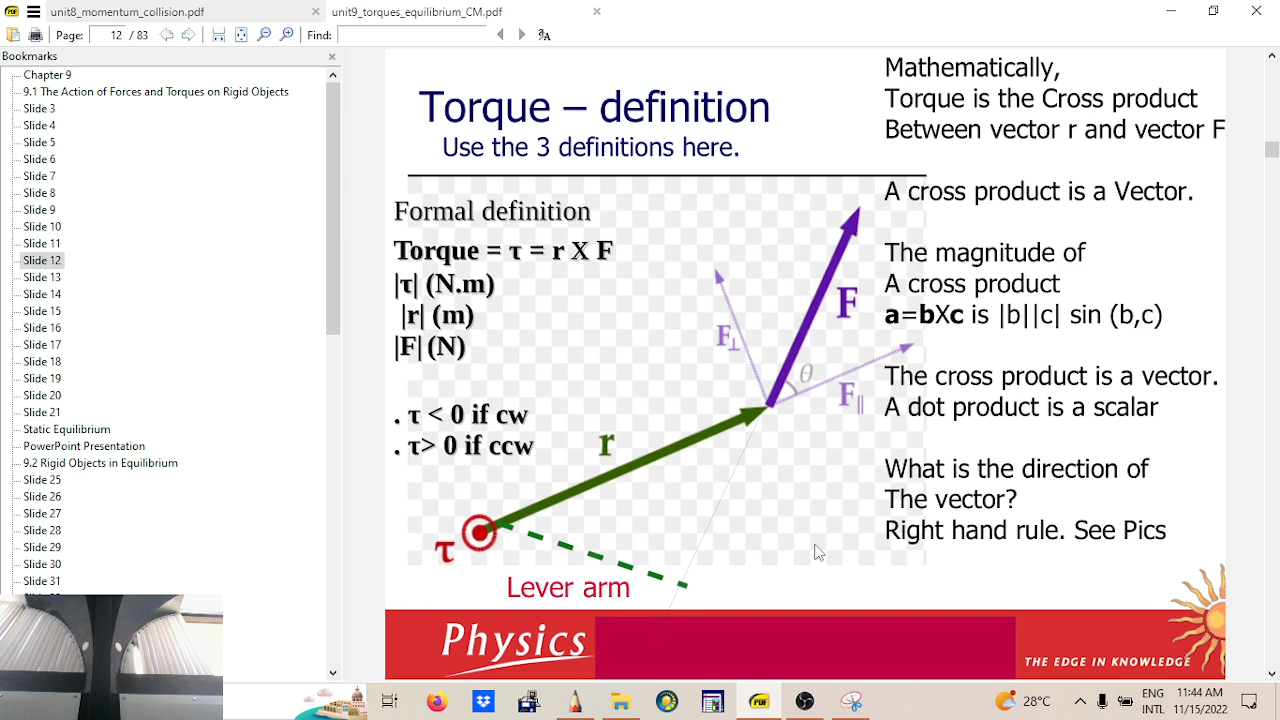 unit8_momentum_collision.pdf
unit9_torques_equilibrium_CM.pdf
Page: 12 / 83 Find:
Bookmarks
Chapter 9
9.1 The Action of Forces and Torques on Rigid Objects
Slide 3
Slide 4
Slide 5
Slide 6
Slide 7
Slide 8
Slide 9
Slide 10
Slide 11
Slide 12
Slide 13
Slide 14
Slide 15
Slide 16
Slide 17
Slide 18
Slide 19
Slide 20
Slide 21
Static Equilibrium
PowerPoint Presentation
9.2 Rigid Objects in Equilibrium
Slide 25
Slide 26
Slide 27
Slide 28
Slide 29
Slide 30
Slide 31
Torque – definition
Use the 3 definitions here.
Formal definition
Torque = τ = r X F
|τ| (N.m)
|r| (m)
|F| (N)
. τ < 0 if cw
. τ> 0 if ccw
F
F⊥
θ
F||
r
τ
Lever arm
Mathematically,
Torque is the Cross product
Between vector r and vector F
A cross product is a Vector.
The magnitude of
A cross product
a=bXc is |b||c| sin (b,c)
The cross product is a vector.
A dot product is a scalar
What is the direction of
The vector?
Right hand rule. See Pics
Physics
THE EDGE IN KNOWLEDGE
28°C
ENG
INTL
11:44 AM
11/15/2022